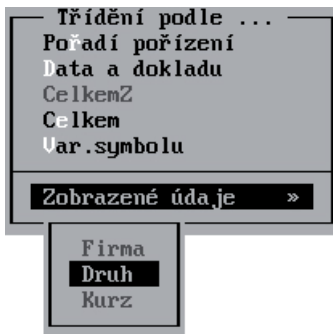 Třídění podle ...
Pořadí pořízení
Data a dokladu
CelkemZ
Celkem
Var.symbolu
Zobrazené údaje »
Firma
Druh
Kurz